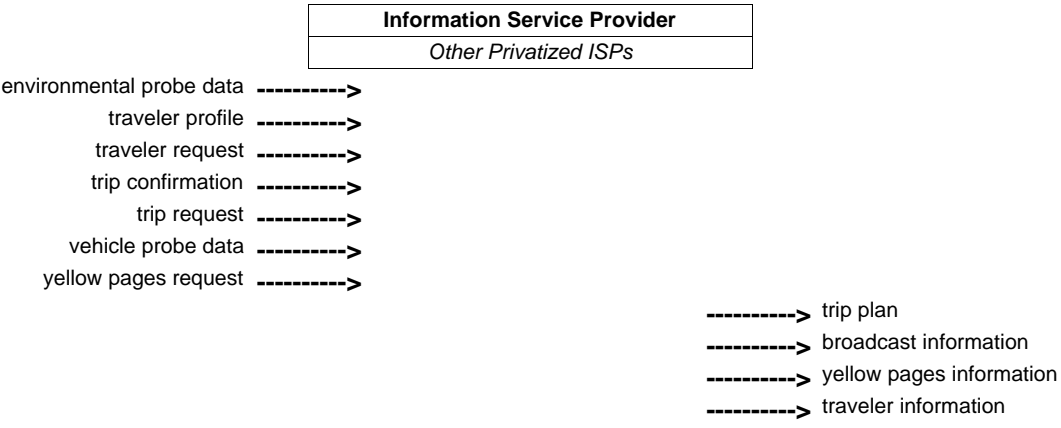 Information Service Provider
Other Privatized ISPs
environmental probe data ---------->
traveler profile ---------->
traveler request ---------->
trip confirmation ---------->
trip request ---------->
vehicle probe data ---------->
yellow pages request ---------->
----------> trip plan
----------> broadcast information
----------> yellow pages information
----------> traveler information